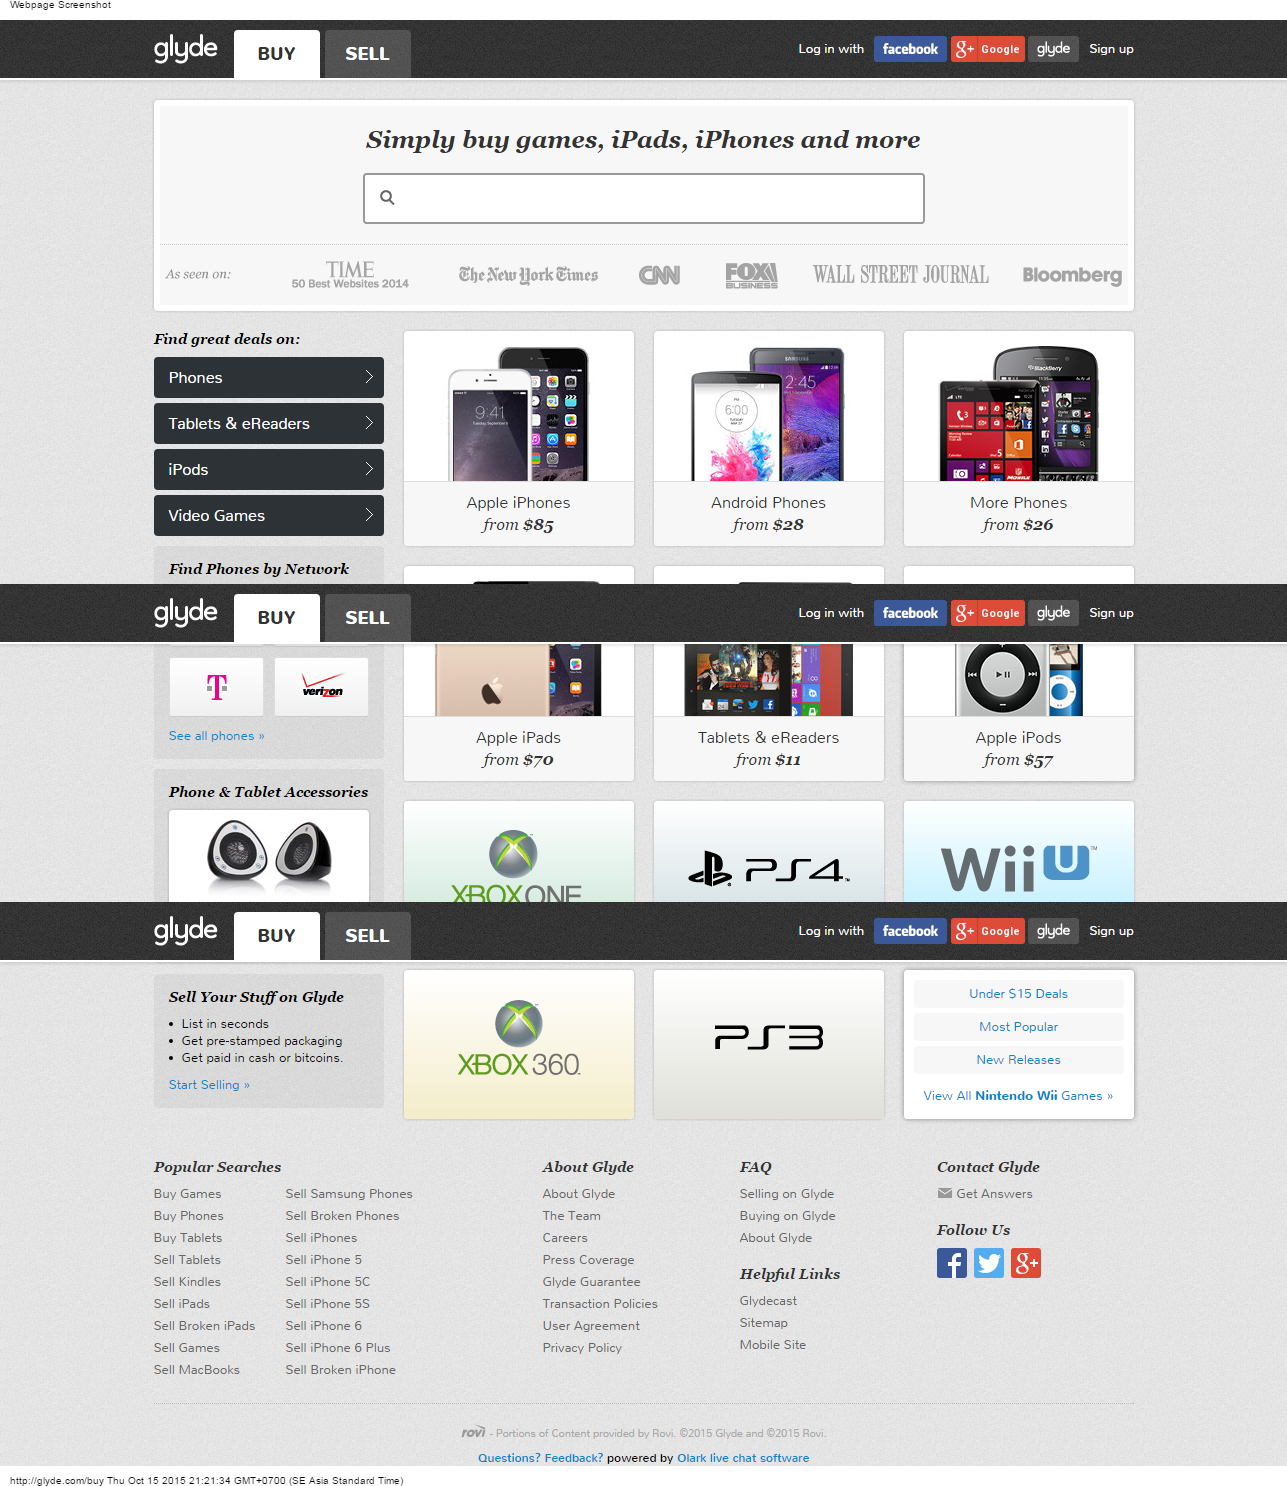 Webpage Screenshot
glyde BUY SELL Log in with facebook g+ Google glyde Sign up
Simply buy games, iPads, iPhones and more
As seen on: TIME The New York Times CNN FOX BUSINESS WALL STREET JOURNAL Bloomberg
50 Best Websites 2014
Find great deals on:
Phones
Tablets & eReaders
iPods
Video Games
Apple iPhones
from $85
Android Phones
from $28
More Phones
from $26
Find Phones by Network
glyde BUY SELL Log in with facebook g+ Google glyde Sign up
T verizon
See all phones »
Apple iPads
from $70
Tablets & eReaders
from $11
Apple iPods
from $57
Phone & Tablet Accessories
XBOX ONE
PS4
Wii U
glyde BUY SELL Log in with facebook g+ Google glyde Sign up
Sell Your Stuff on Glyde
• List in seconds
• Get pre-stamped packaging
• Get paid in cash or bitcoins.
Start Selling »
XBOX 360
PS3
Under $15 Deals
Most Popular
New Releases
View All Nintendo Wii Games »
Popular Searches
Buy Games
Buy Phones
Buy Tablets
Sell Tablets
Sell Kindles
Sell iPads
Sell Broken iPads
Sell Games
Sell MacBooks
Sell Samsung Phones
Sell Broken Phones
Sell iPhones
Sell iPhone 5
Sell iPhone 5C
Sell iPhone 5S
Sell iPhone 6
Sell iPhone 6 Plus
Sell Broken iPhone
About Glyde
About Glyde
The Team
Careers
Press Coverage
Glyde Guarantee
Transaction Policies
User Agreement
Privacy Policy
FAQ
Selling on Glyde
Buying on Glyde
About Glyde
Helpful Links
Glydecast
Sitemap
Mobile Site
Contact Glyde
Get Answers
Follow Us
rovi - Portions of Content provided by Rovi. ©2015 Glyde and ©2015 Rovi.
Questions? Feedback? powered by Olark live chat software
http://glyde.com/buy Thu Oct 15 2015 21:21:34 GMT+0700 (SE Asia Standard Time)